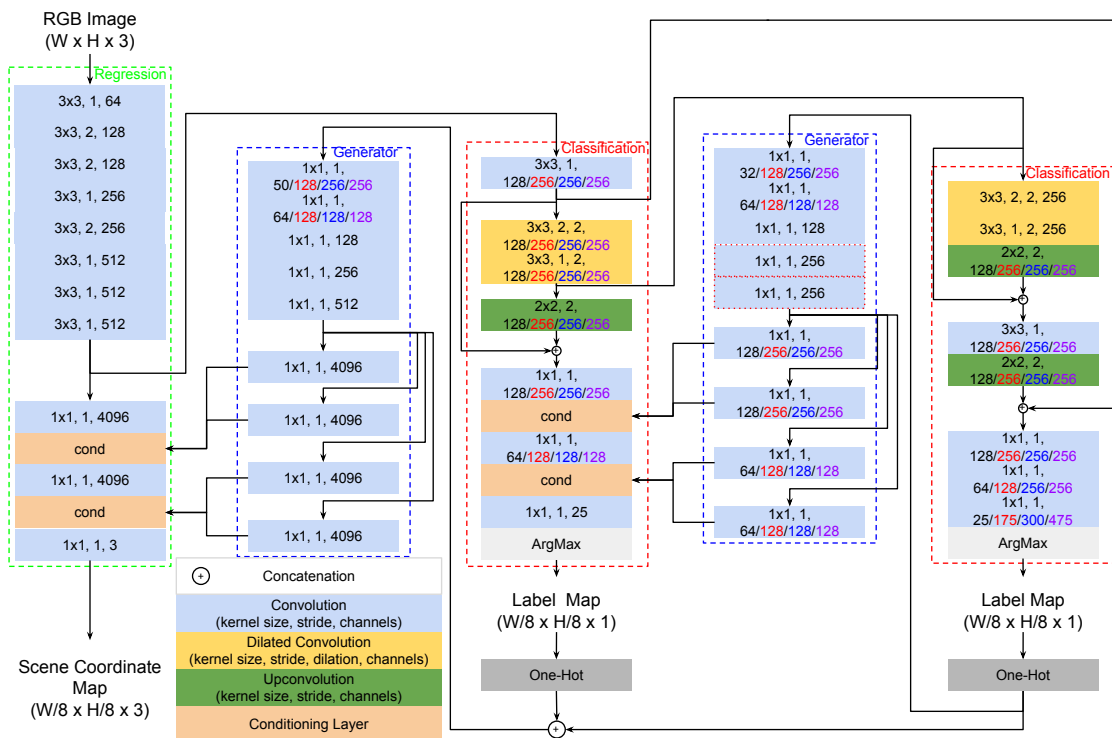 RGB Image
(W x H x 3)
Regression
3x3, 1, 64
3x3, 2, 128
3x3, 2, 128
3x3, 1, 256
3x3, 2, 256
3x3, 1, 512
3x3, 1, 512
3x3, 1, 512
1x1, 1, 4096
cond
1x1, 1, 4096
cond
1x1, 1, 3
Scene Coordinate
Map
(W/8 x H/8 x 3)
Generator
1x1, 1,
50/128/256/256
1x1, 1,
64/128/128/128
1x1, 1, 128
1x1, 1, 256
1x1, 1, 512
1x1, 1, 4096
1x1, 1, 4096
1x1, 1, 4096
1x1, 1, 4096
+
Concatenation
Convolution
(kernel size, stride, channels)
Dilated Convolution
(kernel size, stride, dilation, channels)
Upconvolution
(kernel size, stride, channels)
Conditioning Layer
Classification
3x3, 1,
128/256/256/256
3x3, 2, 2,
128/256/256/256
3x3, 1, 2,
128/256/256/256
2x2, 2,
128/256/256/256
+
1x1, 1,
128/256/256/256
cond
1x1, 1,
64/128/128/128
cond
1x1, 1, 25
ArgMax
Label Map
(W/8 x H/8 x 1)
One-Hot
+
Generator
1x1, 1,
32/128/256/256
1x1, 1,
64/128/128/128
1x1, 1, 128
1x1, 1, 256
1x1, 1, 256
1x1, 1,
128/256/256/256
1x1, 1,
128/256/256/256
1x1, 1,
64/128/128/128
1x1, 1,
64/128/128/128
Classification
3x3, 2, 2, 256
3x3, 1, 2, 256
2x2, 2,
128/256/256/256
+
3x3, 1,
128/256/256/256
2x2, 2,
128/256/256/256
+
1x1, 1,
128/256/256/256
1x1, 1,
64/128/256/256
1x1, 1,
25/175/300/475
ArgMax
Label Map
(W/8 x H/8 x 1)
One-Hot